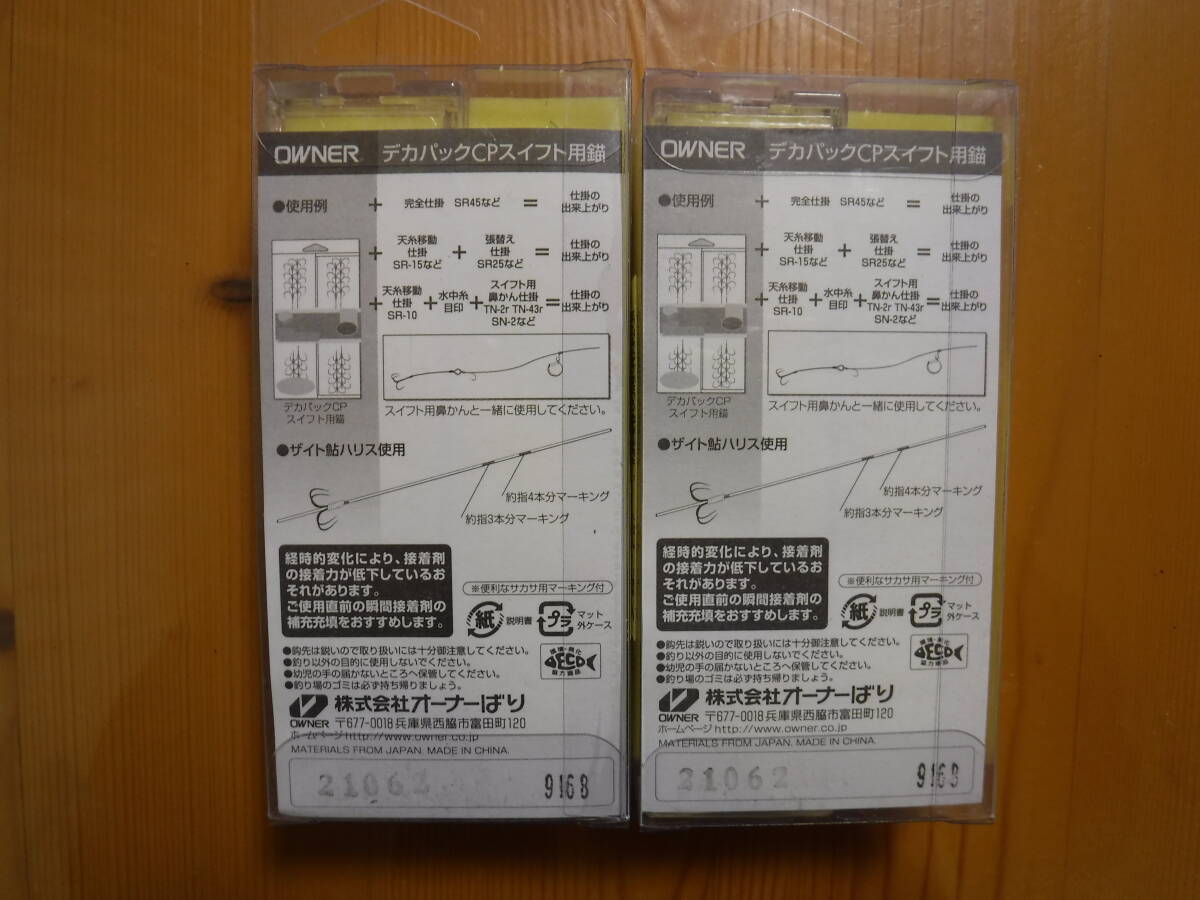 OWNER デカパックCPスイフト用錨
●使用例
+ 完全仕掛 SR45など = 仕掛の出来上がり
+ 天糸移動仕掛 SR-15など + 張替え仕掛 SR25など = 仕掛の出来上がり
+ 天糸移動仕掛 SR-10 + 水中糸目印 + スイフト用鼻かん仕掛 TN-2r TN-43r SN-2など = 仕掛の出来上がり
デカパックCP
スイフト用錨
スイフト用鼻かんと一緒に使用してください。
●ザイト鮎ハリス使用
約指4本分マーキング
約指3本分マーキング
経時的変化により、接着剤
の接着力が低下しているお
それがあります。
ご使用直前の瞬間接着剤の
補充充填をおすすめします。
※便利なサカサ用マーキング付
紙 説明書 プラ マット
外ケース
●鈎先は鋭いので取り扱いには十分御注意してください。
●釣り以外の目的に使用しないでください。
●幼児の手の届かないところへ保管してください。
●釣り場のゴミは必ず持ち帰りましょう。
環境・美化
ECO
協力商品
OWNER 株式会社オーナーばり
〒677-0018兵庫県西脇市富田町120
ホームページhttp://www.owner.co.jp
MATERIALS FROM JAPAN. MADE IN CHINA.
21062 9168
OWNER デカパックCPスイフト用錨
●使用例
+ 完全仕掛 SR45など = 仕掛の出来上がり
+ 天糸移動仕掛 SR-15など + 張替え仕掛 SR25など = 仕掛の出来上がり
+ 天糸移動仕掛 SR-10 + 水中糸目印 + スイフト用鼻かん仕掛 TN-2r TN-43r SN-2など = 仕掛の出来上がり
デカパックCP
スイフト用錨
スイフト用鼻かんと一緒に使用してください。
●ザイト鮎ハリス使用
約指4本分マーキング
約指3本分マーキング
経時的変化により、接着剤
の接着力が低下しているお
それがあります。
ご使用直前の瞬間接着剤の
補充充填をおすすめします。
※便利なサカサ用マーキング付
紙 説明書 プラ マット
外ケース
●鈎先は鋭いので取り扱いには十分御注意してください。
●釣り以外の目的に使用しないでください。
●幼児の手の届かないところへ保管してください。
●釣り場のゴミは必ず持ち帰りましょう。
環境・美化
ECO
協力商品
OWNER 株式会社オーナーばり
〒677-0018兵庫県西脇市富田町120
ホームページhttp://www.owner.co.jp
MATERIALS FROM JAPAN. MADE IN CHINA.
21062 9168